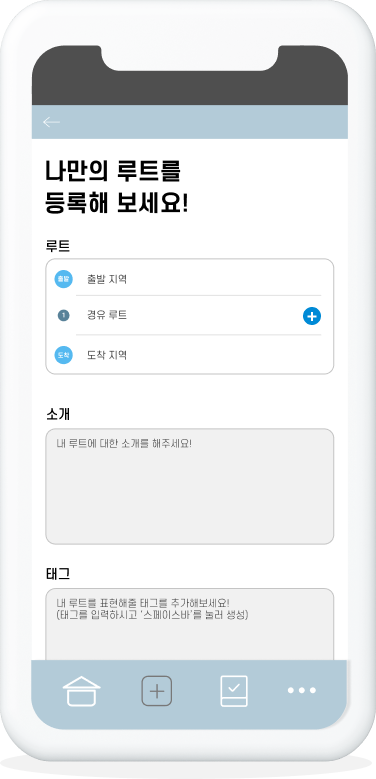 나만의 루트를
등록해 보세요!
루트
출발 출발 지역
1 경유 루트
도착 도착 지역
소개
내 루트에 대한 소개를 해주세요!
태그
내 루트를 표현해줄 태그를 추가해보세요!
(태그를 입력하시고 '스페이스바'를 눌러 생성)